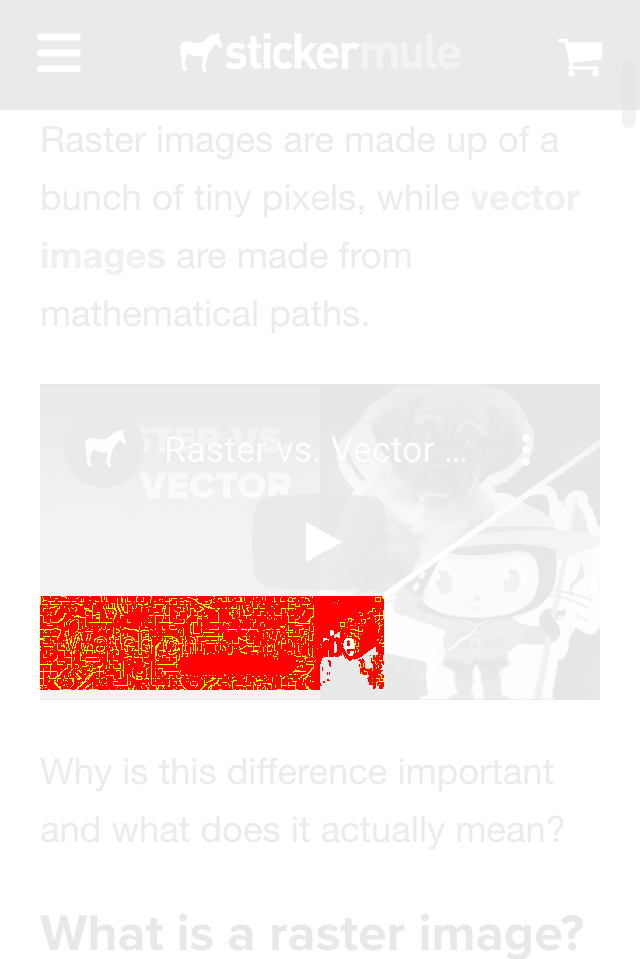 stickermule
Raster images are made up of a
bunch of tiny pixels, while vector
images are made from
mathematical paths.
Raster vs. Vector ...
VS
VECTOR
Why is this difference important
and what does it actually mean?
What is a raster image?